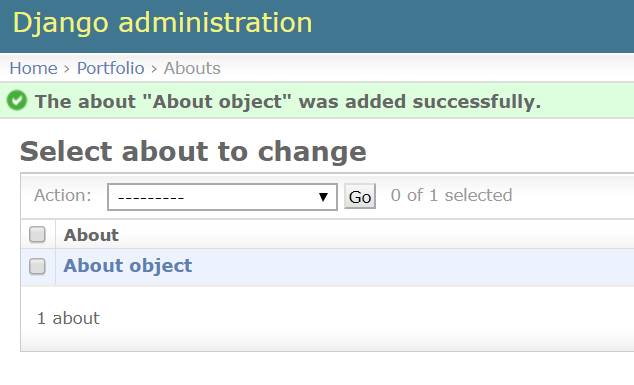 Django administration
Home › Portfolio › Abouts
The about "About object" was added successfully.
Select about to change
Action: --------- Go 0 of 1 selected
About
About object
1 about